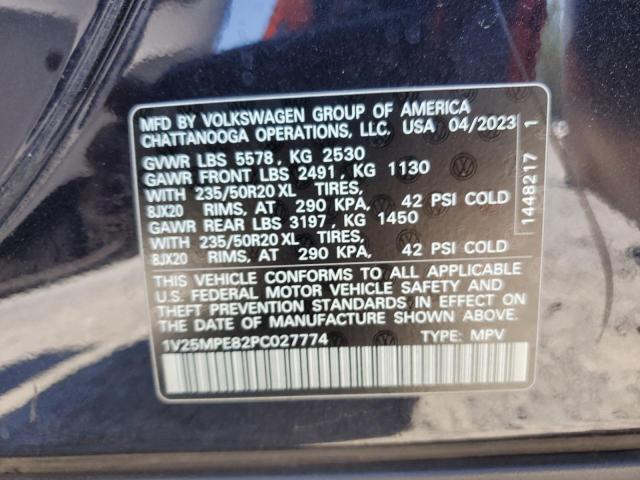 MFD BY VOLKSWAGEN GROUP OF AMERICA
CHATTANOOGA OPERATIONS, LLC. USA 04/2023
GVWR LBS 5578, KG 2530
GAWR FRONT LBS 2491, KG 1130
WITH 235/50R20 XL TIRES,
8JX20 RIMS, AT 290 KPA, 42 PSI COLD
GAWR REAR LBS 3197, KG 1450
WITH 235/50R20 XL TIRES,
8JX20 RIMS, AT 290 KPA, 42 PSI COLD
THIS VEHICLE CONFORMS TO ALL APPLICABLE
U.S. FEDERAL MOTOR VEHICLE SAFETY AND
THEFT PREVENTION STANDARDS IN EFFECT ON
THE DATE OF MANUFACTURE SHOWN ABOVE.
1V25MPE82PC027774 TYPE: MPV
1448217 1